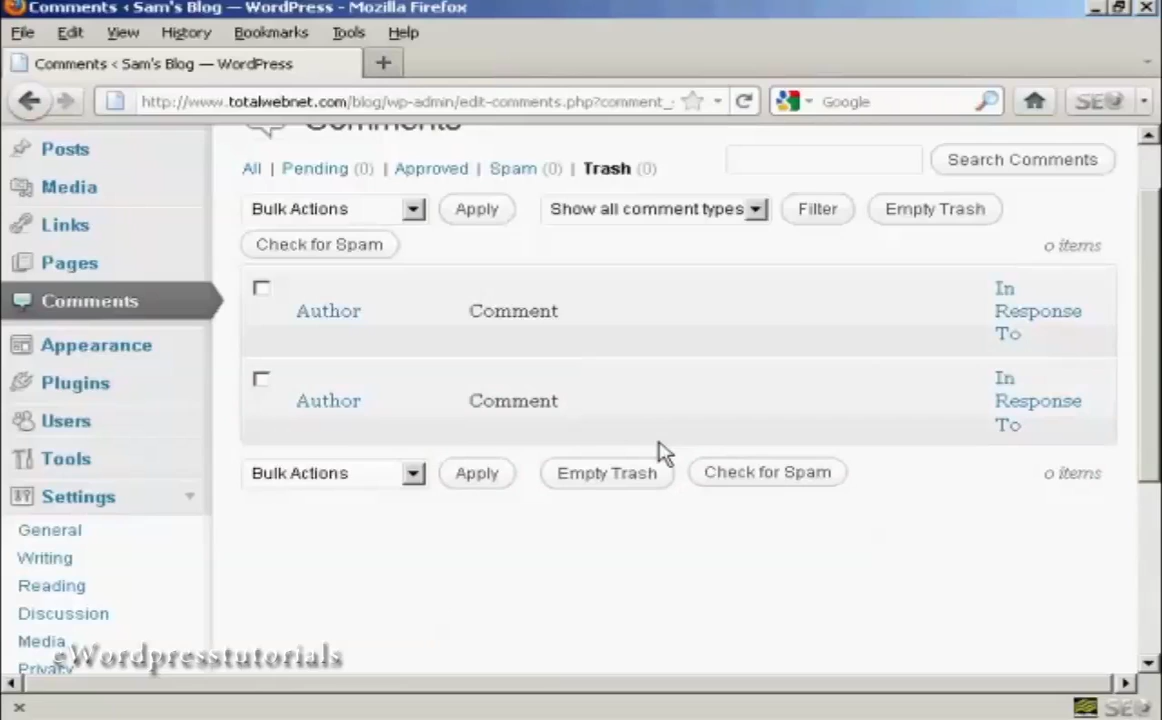 Comments ‹ Sam's Blog — WordPress - Mozilla Firefox
File Edit View History Bookmarks Tools Help
Comments ‹ Sam's Blog — WordPress
http://www.totalwebnet.com/blog/wp-admin/edit-comments.php?comment_ Google SE
Comments
Posts
All | Pending (0) | Approved | Spam (0) | Trash (0) Search Comments
Media
Bulk Actions Apply Show all comment types Filter Empty Trash
Links
Check for Spam 0 items
Pages
Comments
Author Comment In Response To
Appearance
Plugins
Author Comment In Response To
Users
Tools
Bulk Actions Apply Empty Trash Check for Spam 0 items
Settings
General
Writing
Reading
Discussion
Media
Privacy
eWordpresstutorials
SE